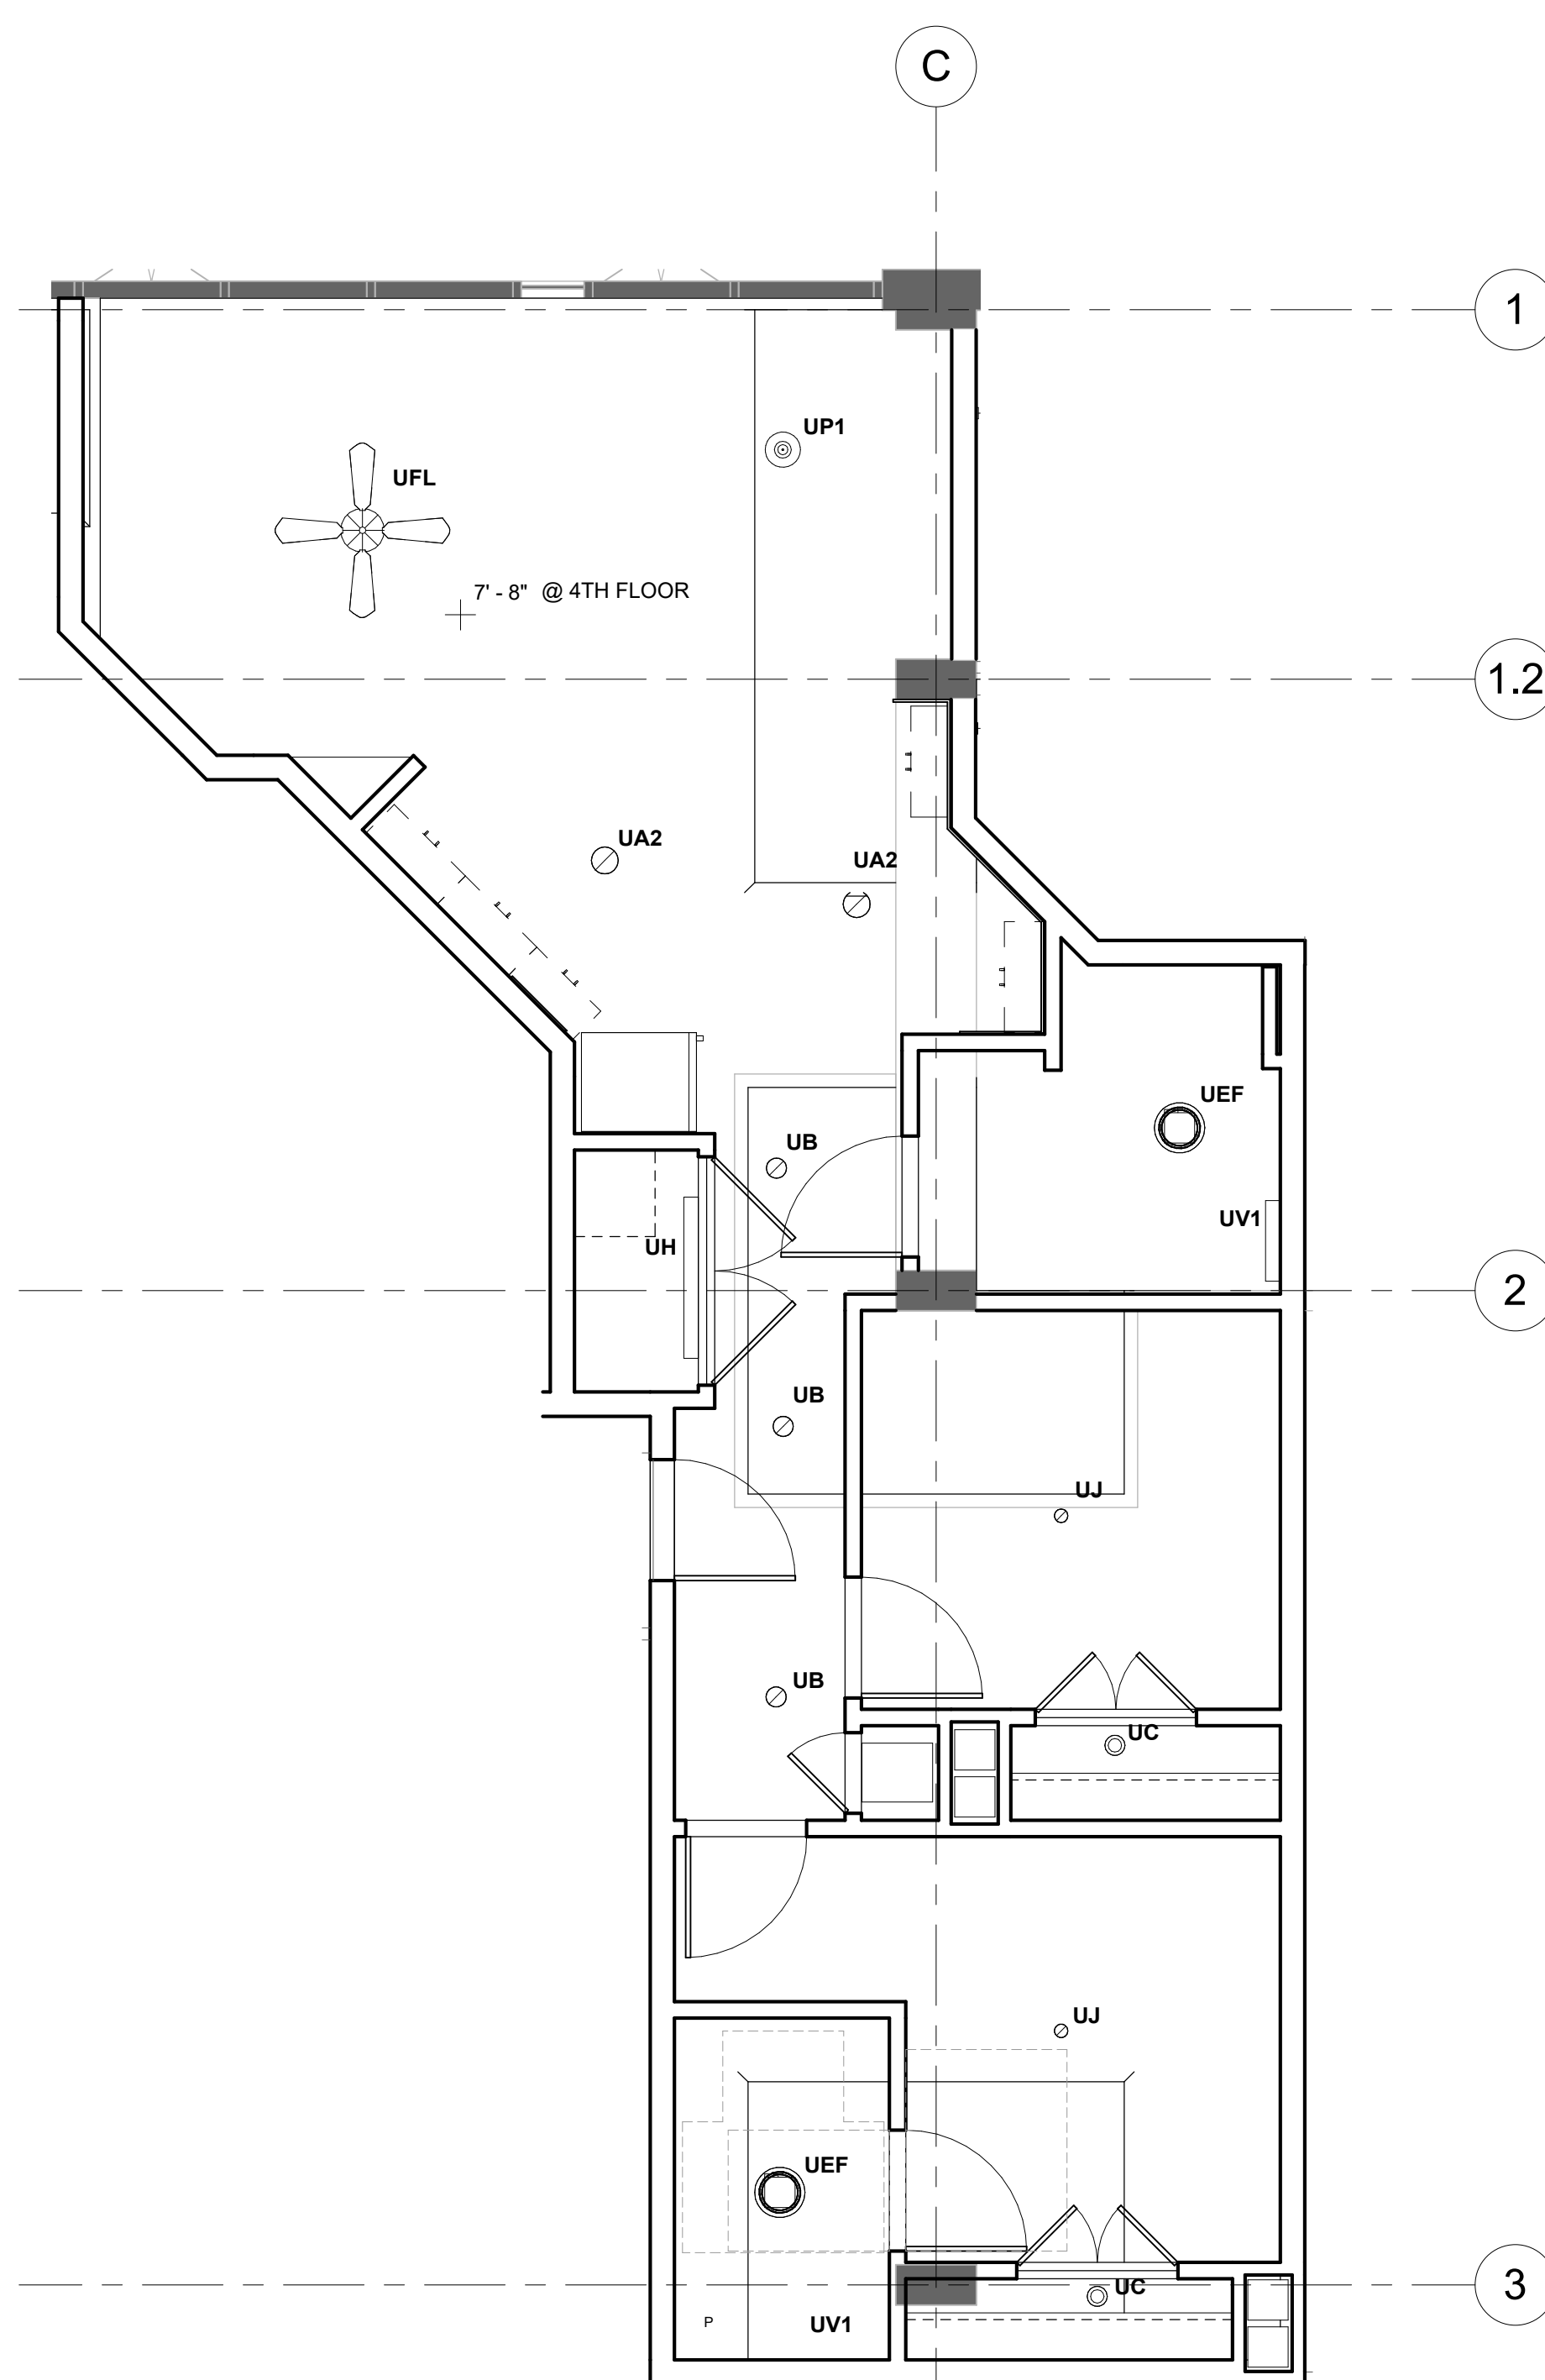 C
1
UP1
UFL
7' - 8" @ 4TH FLOOR
1.2
UA2
UA2
UEF
UB
UV1
UH
2
UB
UJ
UB
UC
UJ
UEF
3
UC
P
UV1